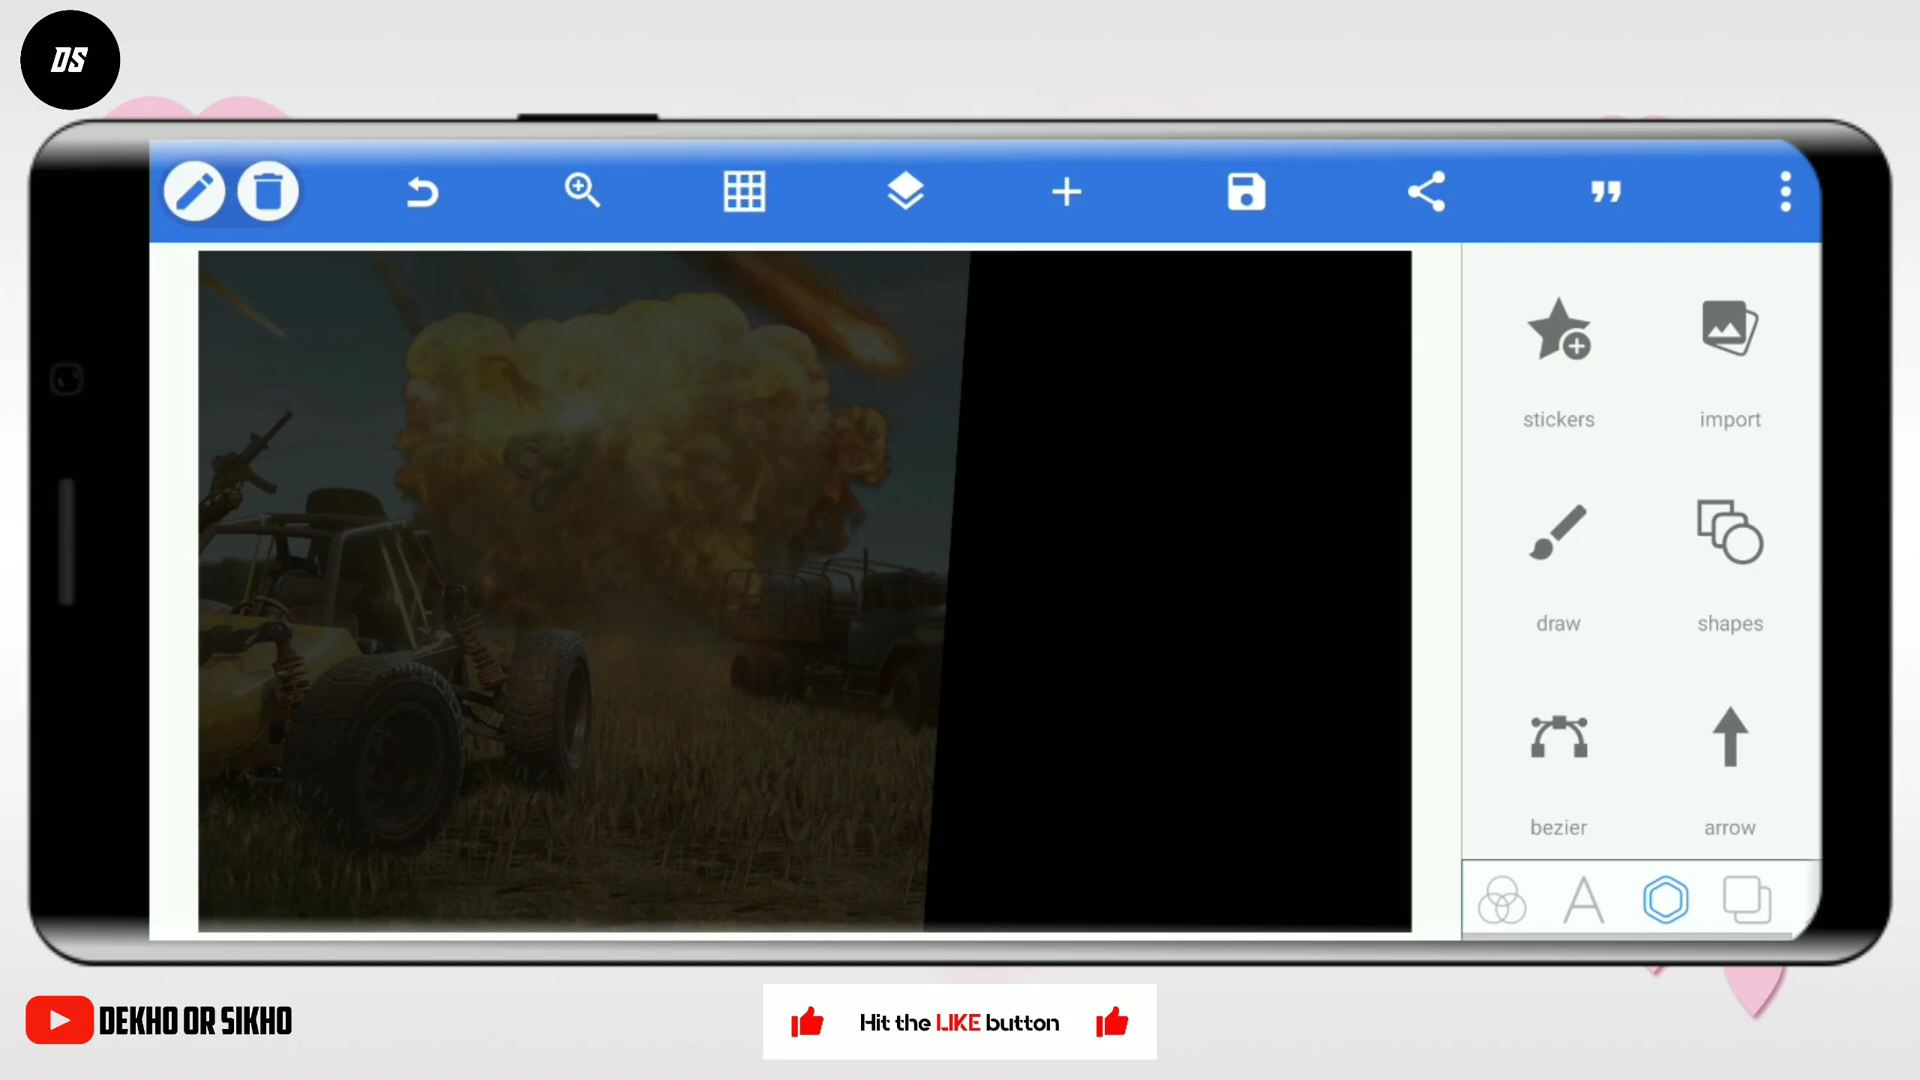 DS
stickers
import
draw
shapes
bezier
arrow
DEKHO OR SIKHO
Hit the LIKE button